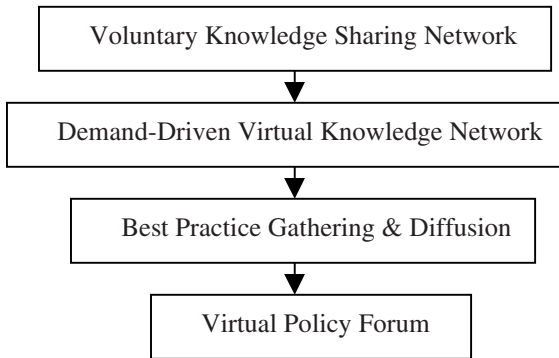 Voluntary Knowledge Sharing Network
Demand-Driven Virtual Knowledge Network
Best Practice Gathering & Diffusion
Virtual Policy Forum